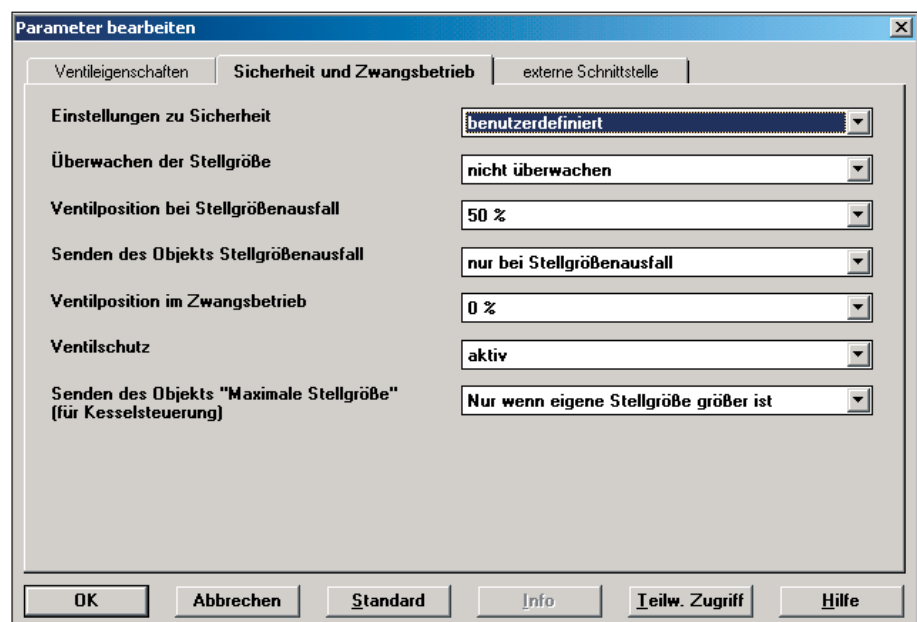 Parameter bearbeiten
Ventileigenschaften
Sicherheit und Zwangsbetrieb
externe Schnittstelle
Einstellungen zu Sicherheit
benutzerdefiniert
Überwachen der Stellgröße
nicht überwachen
Ventilposition bei Stellgrößenausfall
50 %
Senden des Objekts Stellgrößenausfall
nur bei Stellgrößenausfall
Ventilposition im Zwangsbetrieb
0 %
Ventilschutz
aktiv
Senden des Objekts "Maximale Stellgröße"
(für Kesselsteuerung)
Nur wenn eigene Stellgröße größer ist
OK
Abbrechen
Standard
Info
Teilw. Zugriff
Hilfe